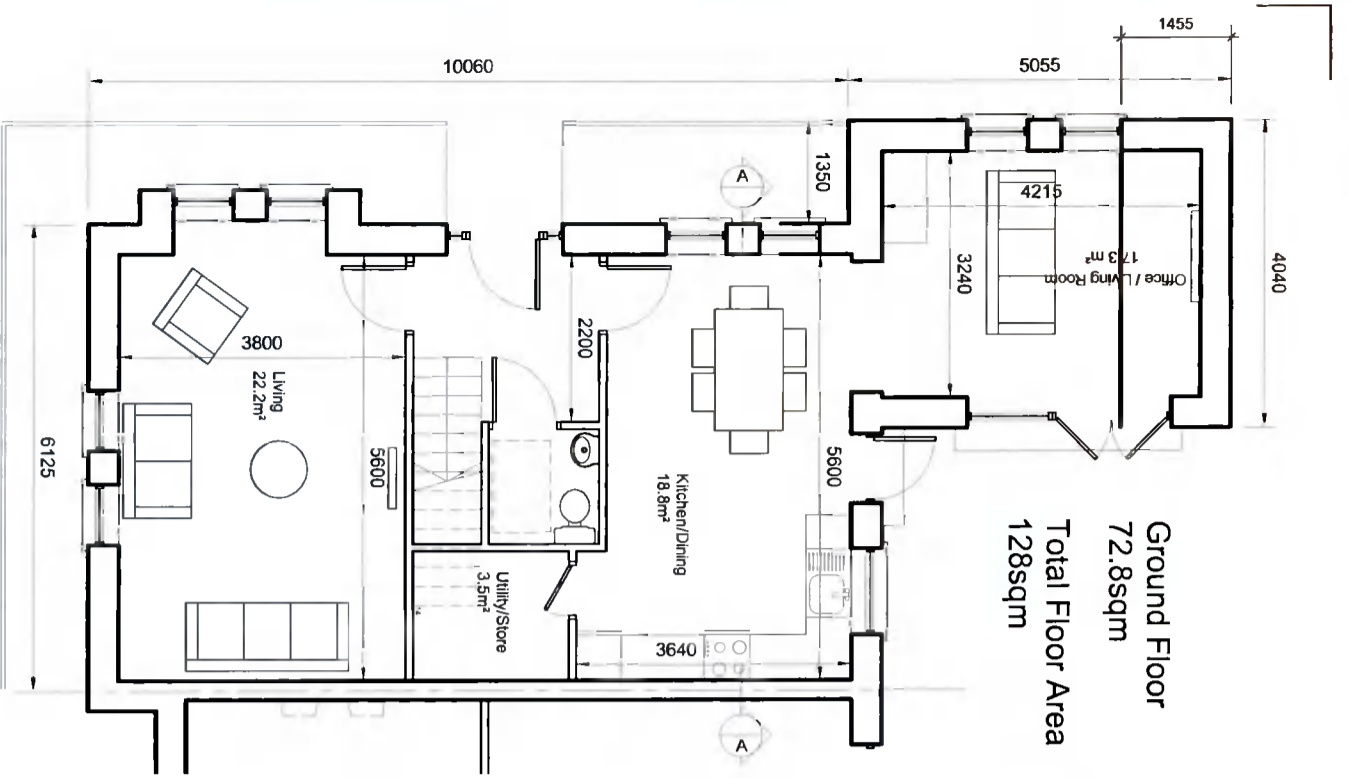 1455
10060
5055
1350
A
4215
3240
Office / Living Room
17.3 m²
4040
2200
3800
Living
22.2m²
5600
6125
5600
Kitchen/Dining
18.8m²
Utility/Store
3.5m²
3640
A
Ground Floor
72.8sqm
Total Floor Area
128sqm